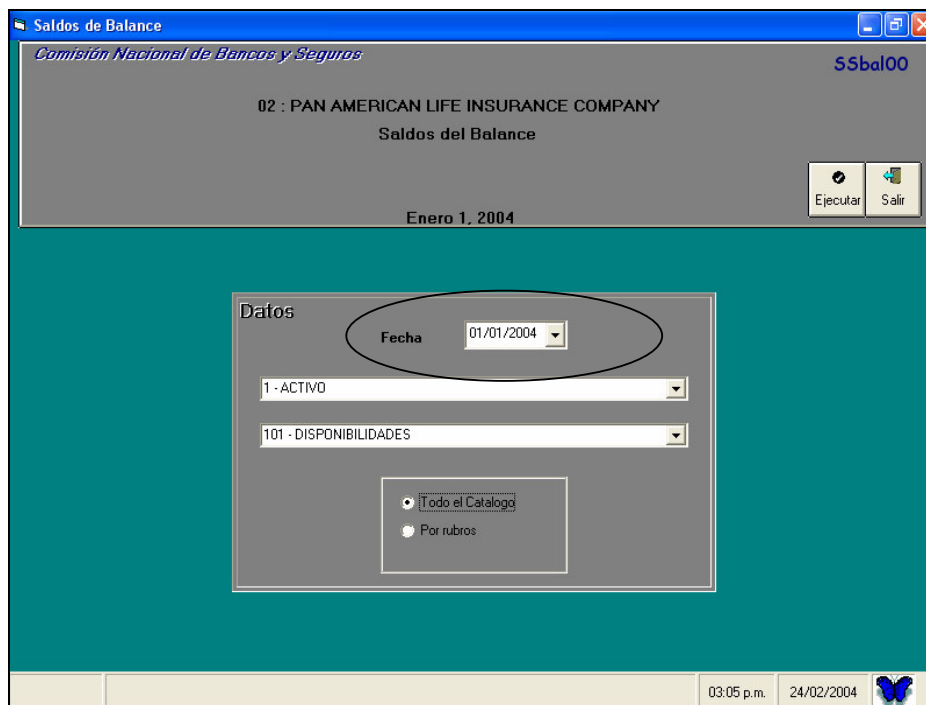 Saldos de Balance
Comisión Nacional de Bancos y Seguros
SSbal00
02 : PAN AMERICAN LIFE INSURANCE COMPANY
Saldos del Balance
Ejecutar
Salir
Enero 1, 2004
Datos
Fecha
01/01/2004
1 - ACTIVO
101 - DISPONIBILIDADES
Todo el Catalogo
Por rubros
03:05 p.m.
24/02/2004